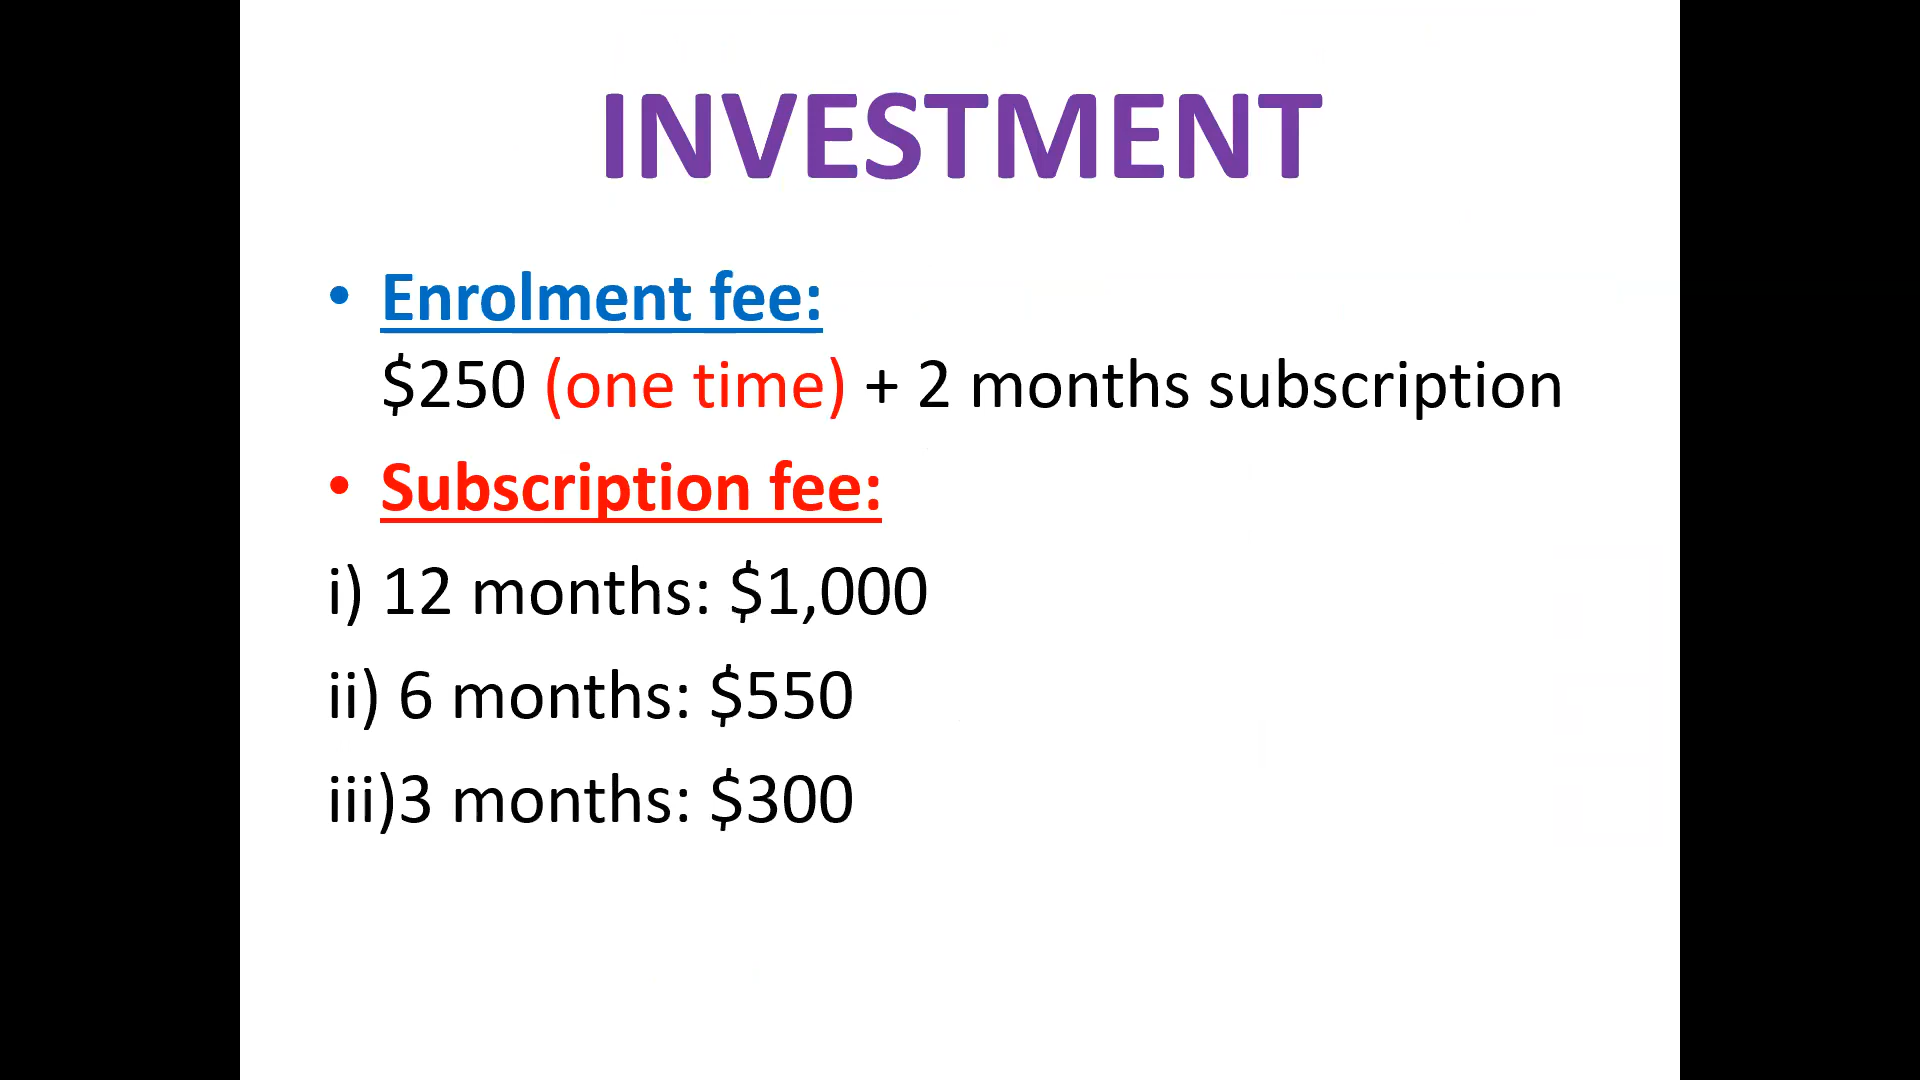 INVESTMENT
• Enrolment fee:
$250 (one time) + 2 months subscription
• Subscription fee:
i) 12 months: $1,000
ii) 6 months: $550
iii)3 months: $300